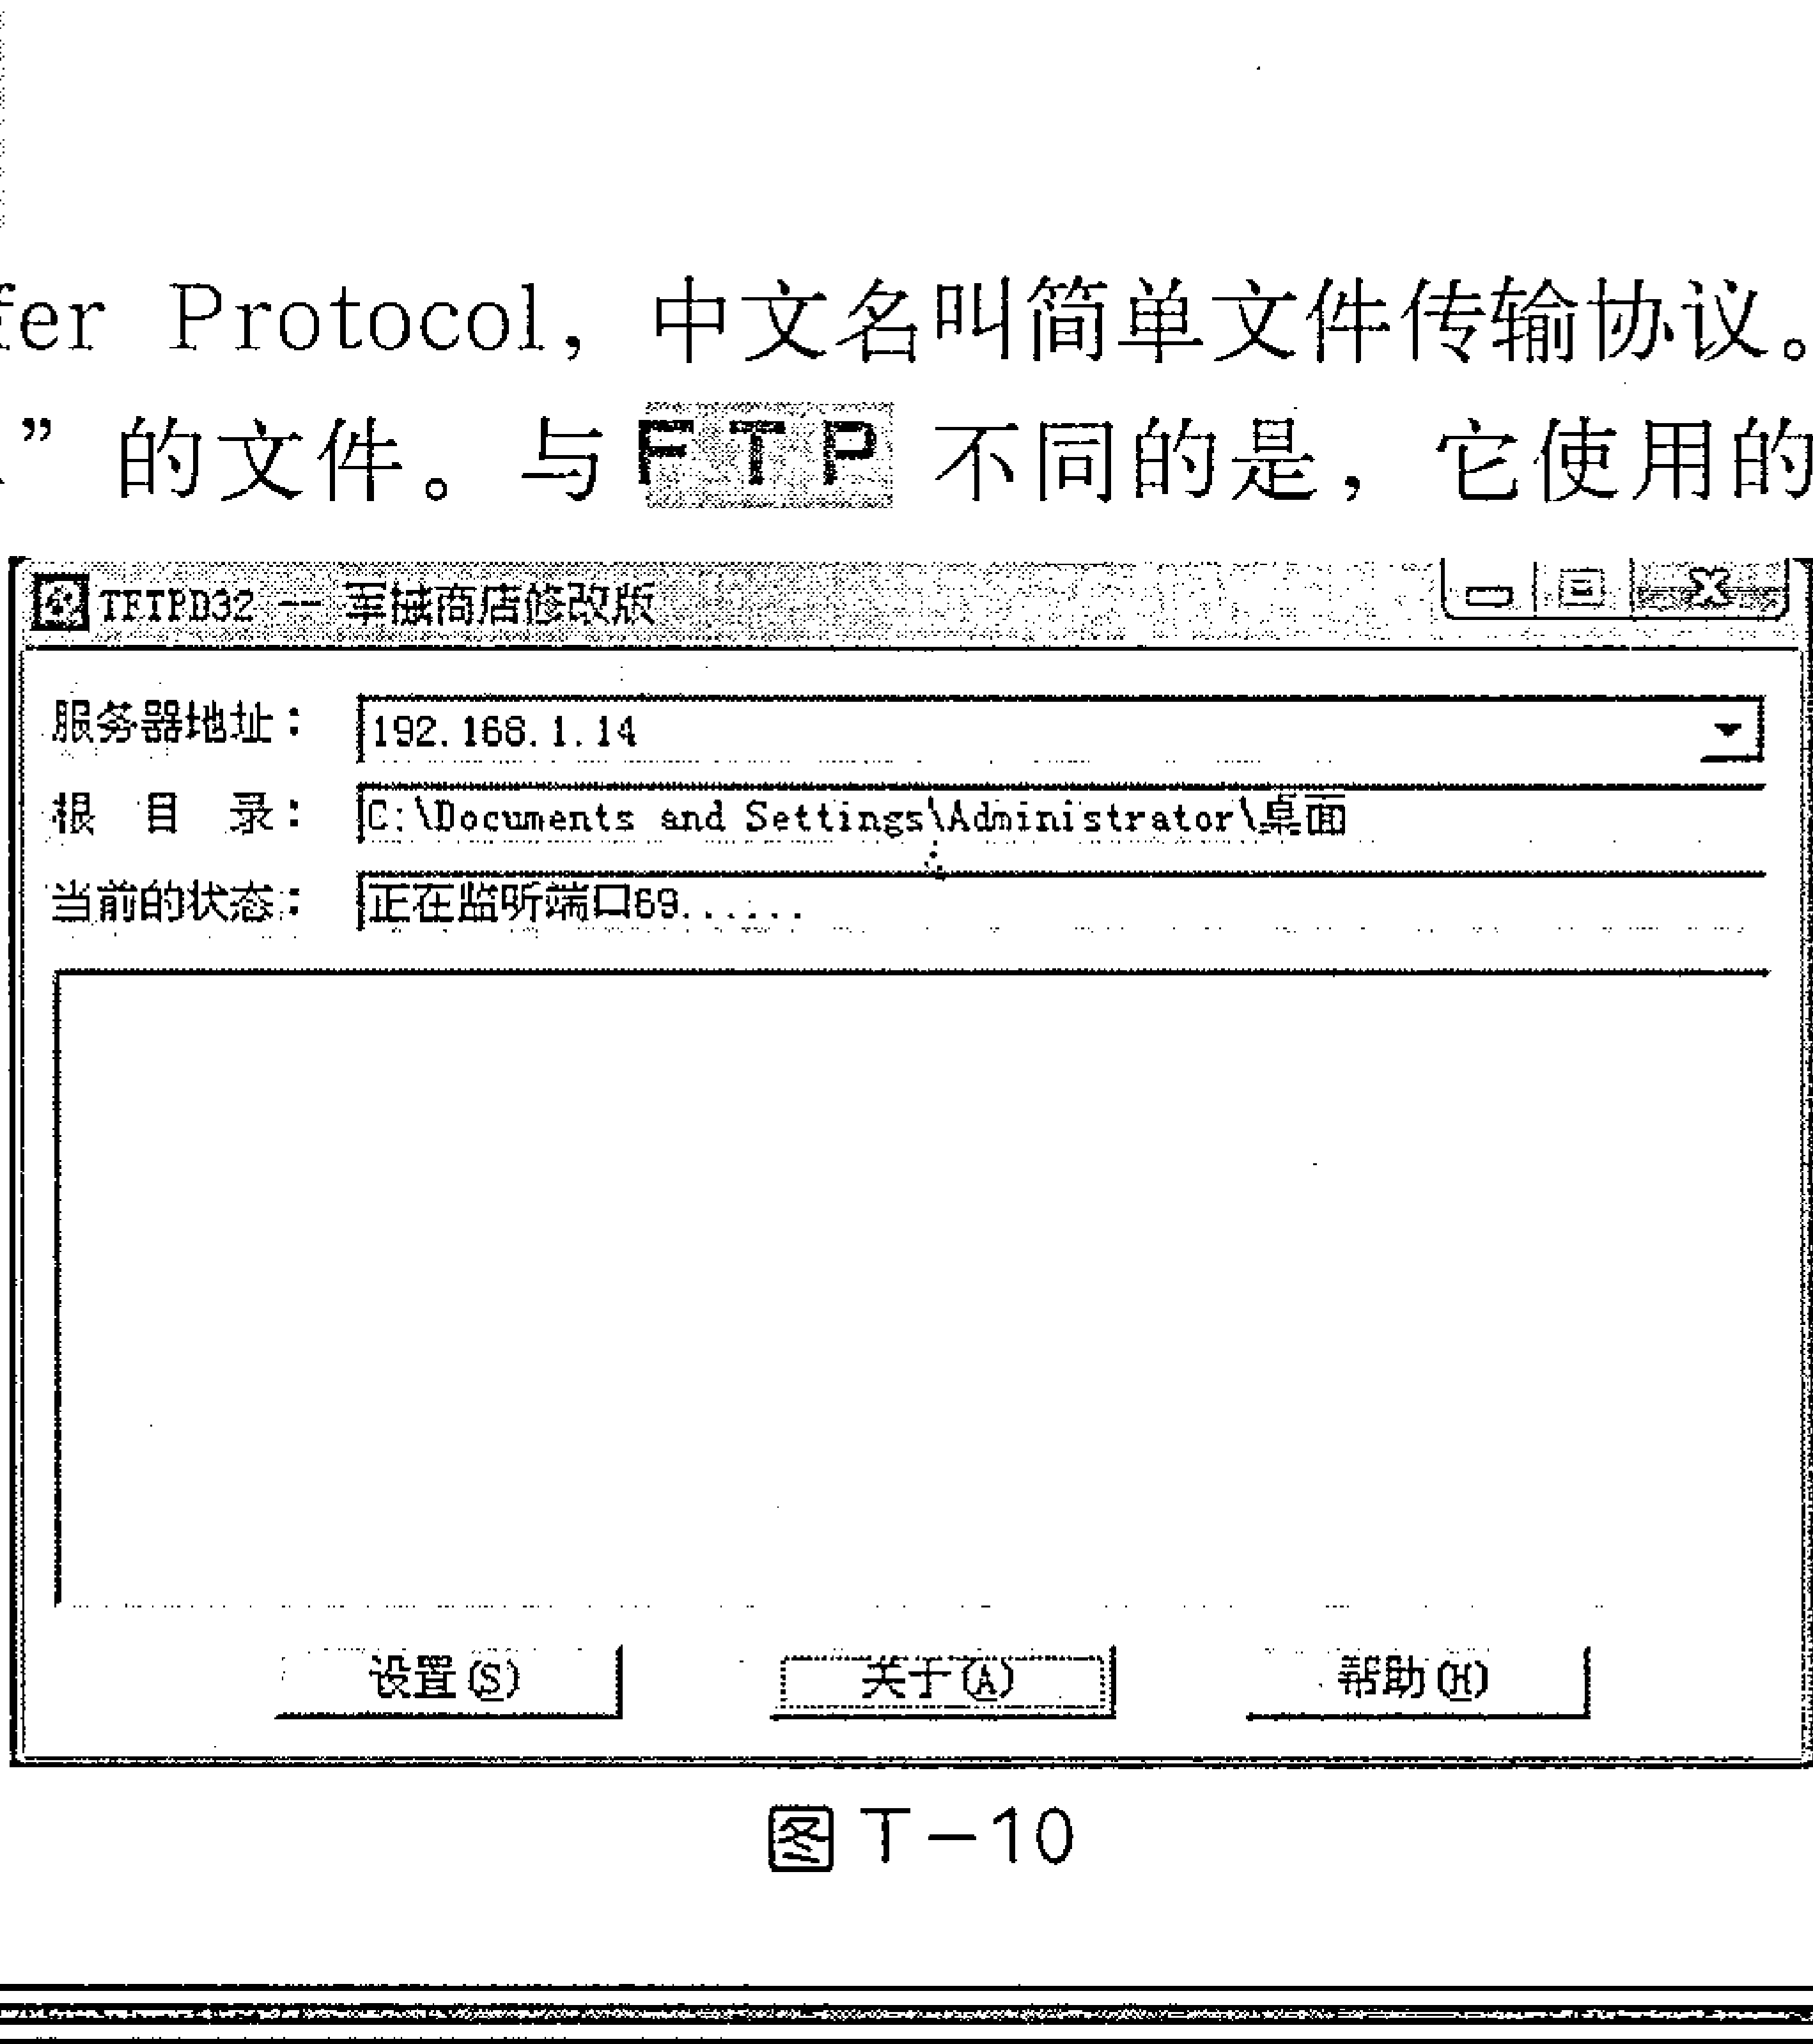 fer Protocol, 中文名叫简单文件传输协议。
”的文件。与 FTP 不同的是，它使用的
TFTPD32 -- 军械商店修改版
服务器地址： 192.168.1.14
根 目 录： C:\Documents and Settings\Administrator\桌面
当前的状态： 正在监听端口69......
设置(S) 关于(A) 帮助(H)
图 T-10